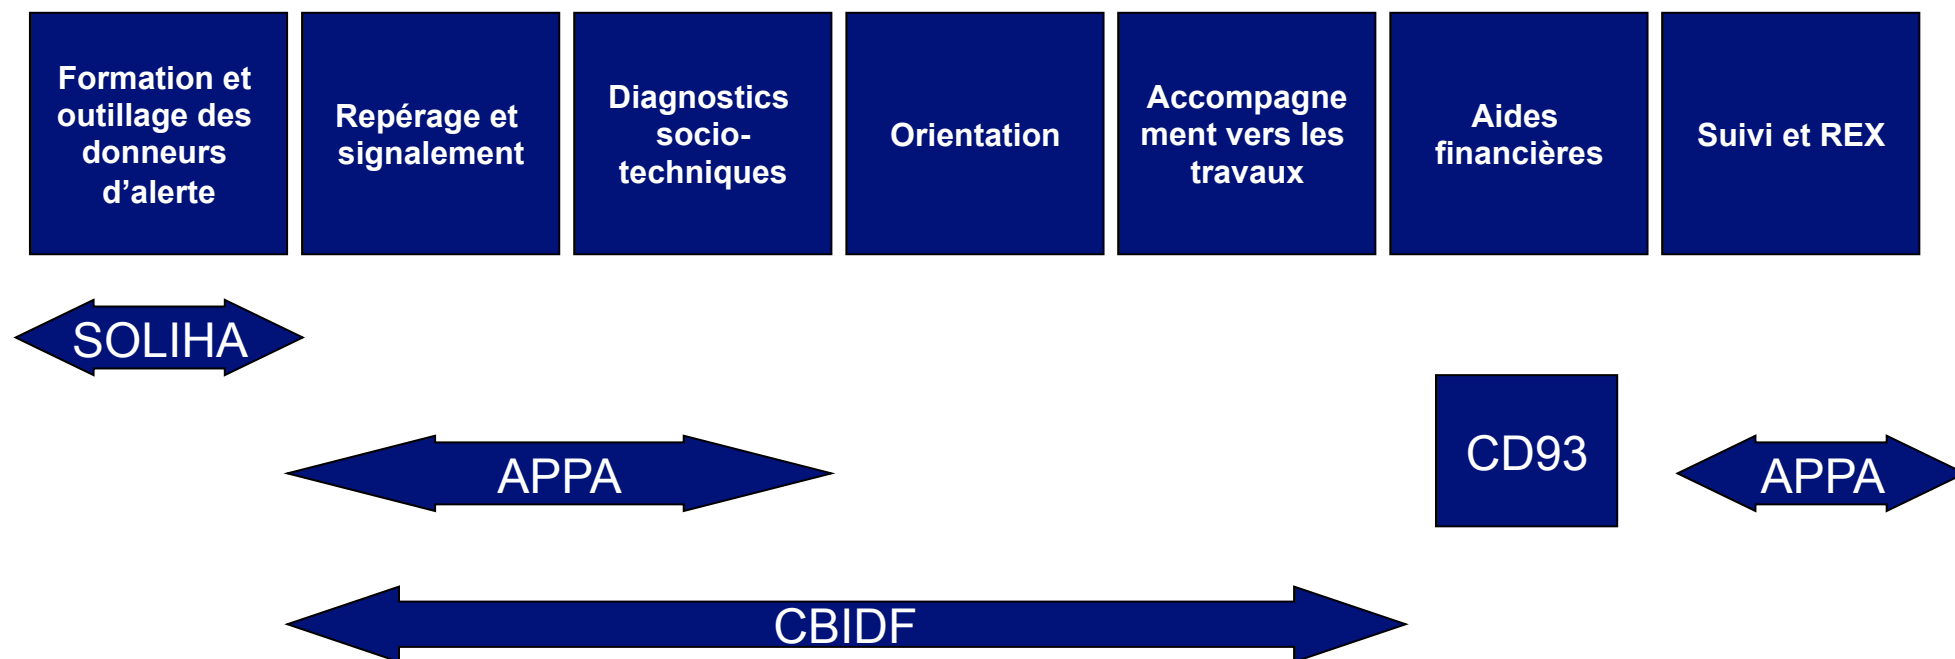 Formation et
outillage des
donneurs
d’alerte
Repérage et
signalement
Diagnostics
socio-
techniques
Orientation
Accompagne
ment vers les
travaux
Aides
financières
Suivi et REX
SOLIHA
CD93
APPA
APPA
CBIDF